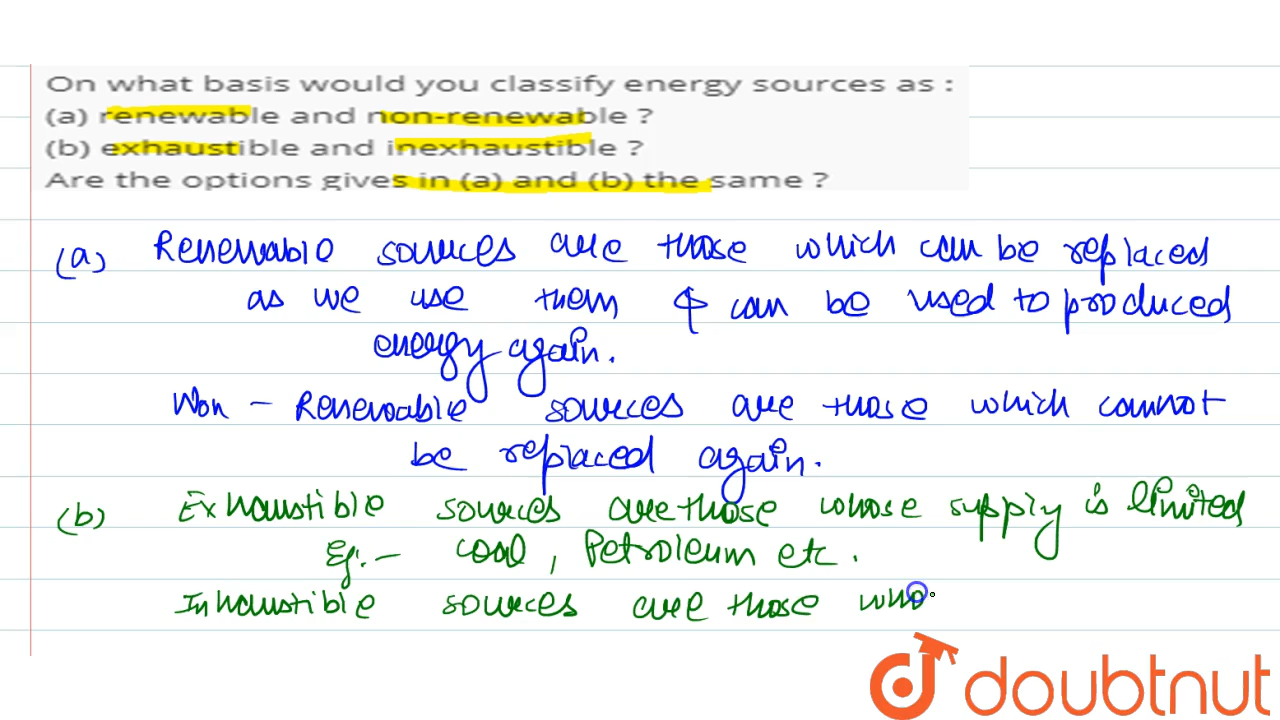 On what basis would you classify energy sources as :
(a) renewable and non-renewable ?
(b) exhaustible and inexhaustible ?
Are the options gives in (a) and (b) the same ?
(a) Renewable sources are those which can be replaced
as we use them & can be used to produced
energy again.
Non - Renewable sources are those which cannot
be replaced again.
(b) Exhaustible sources are those whose supply is limited
Eg:- coal, Petroleum etc.
Inhaustible sources are those who
doubtnut